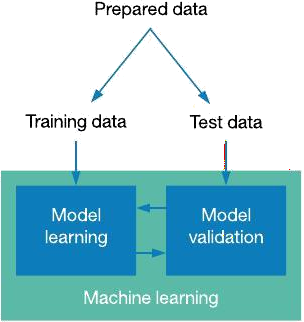 Prepared data
Training data
Test data
Model
learning
Model
validation
Machine learning